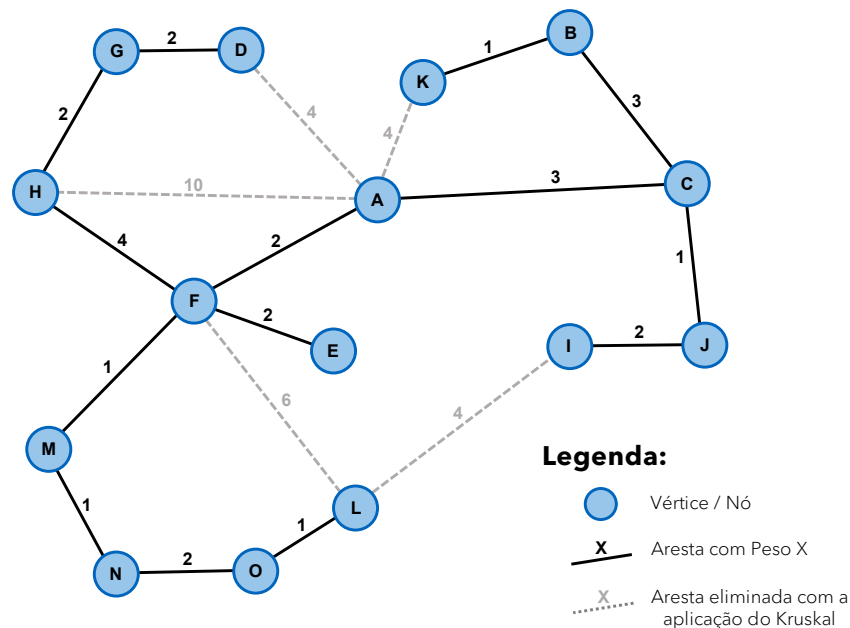 B
1
G
2
D
K
3
2
4
4
H
10
A
3
C
4
2
1
F
2
E
I
2
J
1
6
4
M
Legenda:
1
L
Vértice / Nó
1
X
Aresta com Peso X
N
2
O
X
Aresta eliminada com a
aplicação do Kruskal